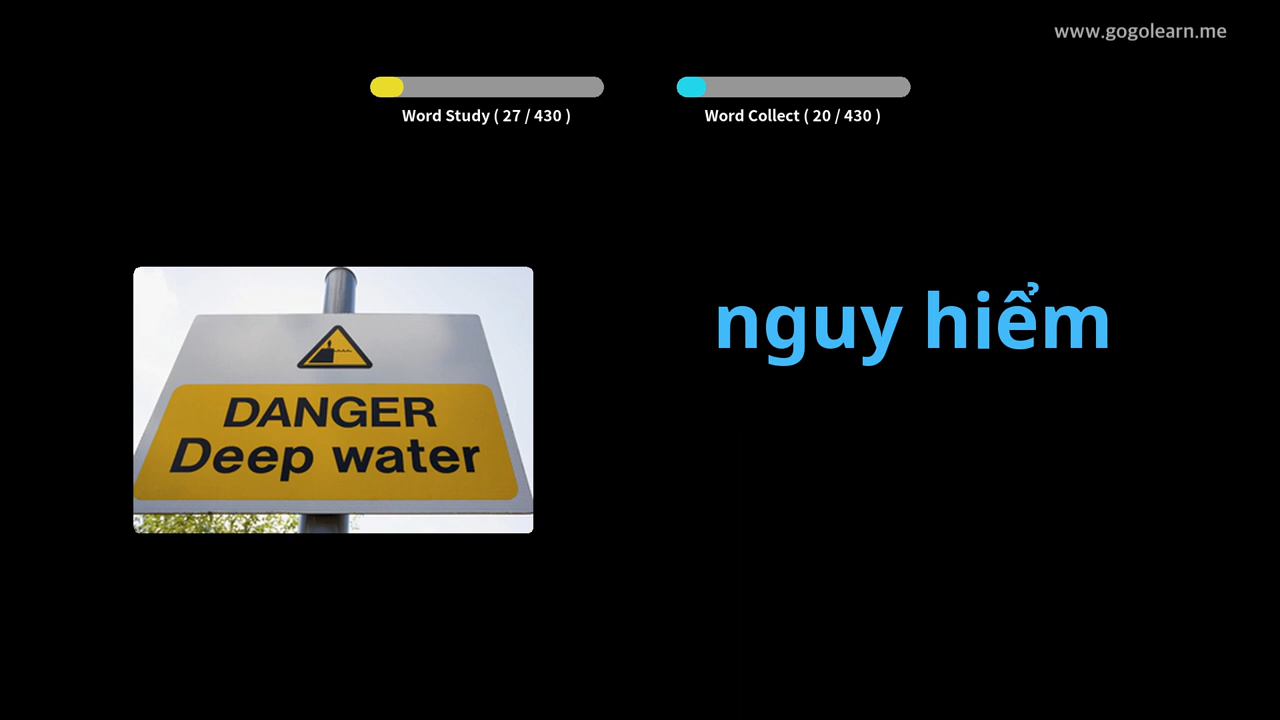 www.gogolearn.me
Word Study ( 27 / 430 )
Word Collect ( 20 / 430 )
DANGER
Deep water
nguy hiểm